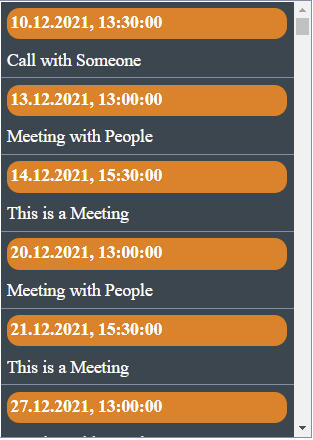 10.12.2021, 13:30:00
Call with Someone
13.12.2021, 13:00:00
Meeting with People
14.12.2021, 15:30:00
This is a Meeting
20.12.2021, 13:00:00
Meeting with People
21.12.2021, 15:30:00
This is a Meeting
27.12.2021, 13:00:00